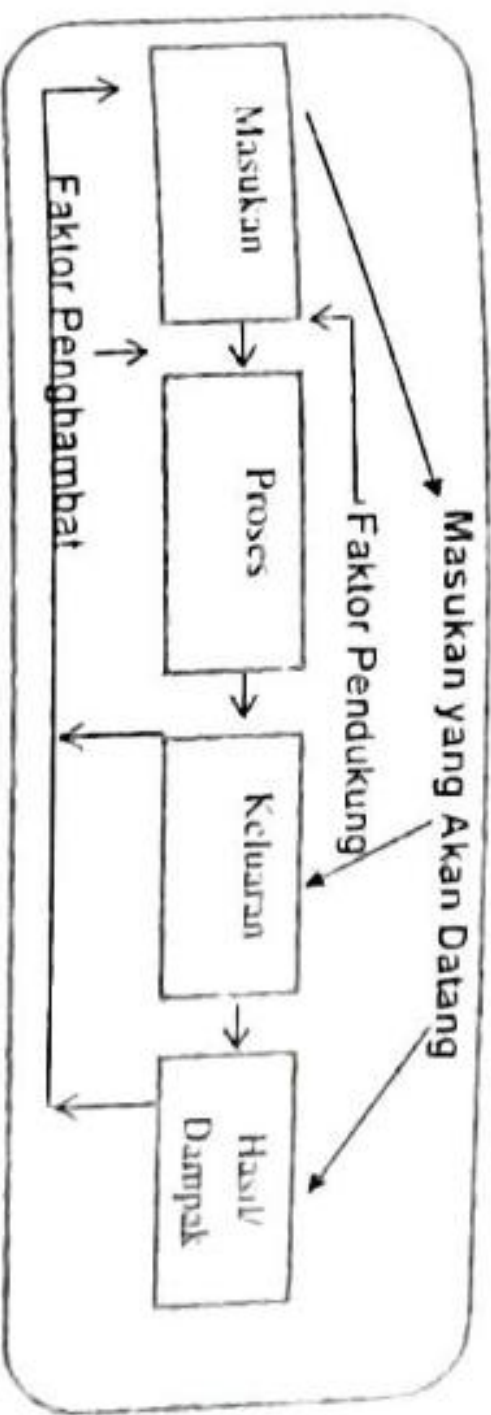 Masukan yang Akan Datang
Faktor Pendukung
Masukan
Proses
Keluaran
Hasil/
Dampak
Faktor Penghambat